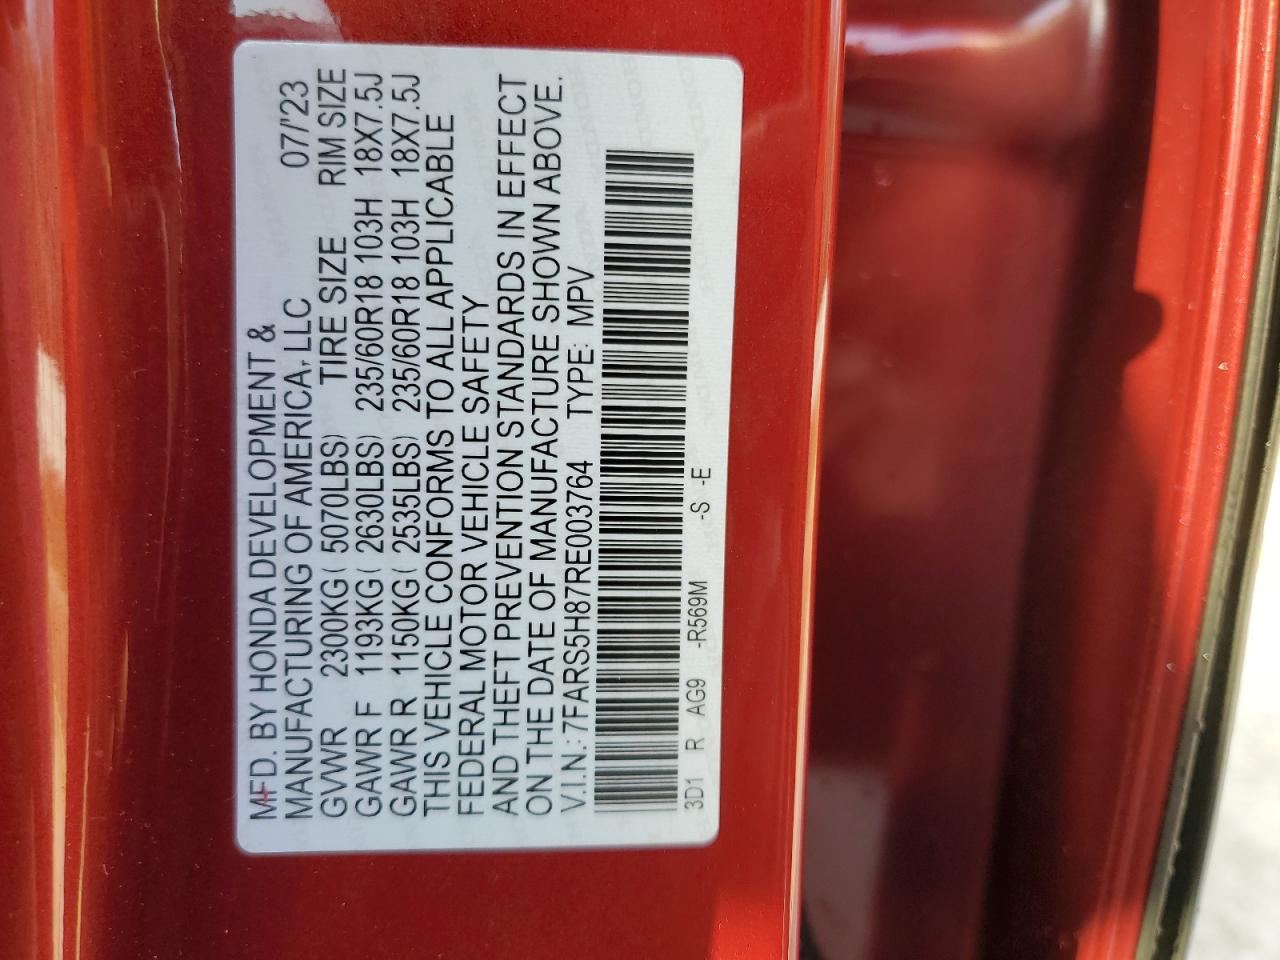 MFD. BY HONDA DEVELOPMENT &
MANUFACTURING OF AMERICA, LLC 07/'23
GVWR 2300KG( 5070LBS) TIRE SIZE RIM SIZE
GAWR F 1193KG( 2630LBS) 235/60R18 103H 18X7.5J
GAWR R 1150KG( 2535LBS) 235/60R18 103H 18X7.5J
THIS VEHICLE CONFORMS TO ALL APPLICABLE
FEDERAL MOTOR VEHICLE SAFETY
AND THEFT PREVENTION STANDARDS IN EFFECT
ON THE DATE OF MANUFACTURE SHOWN ABOVE.
V.I.N.: 7FARS5H87RE003764 TYPE: MPV
3D1 R AG9 -R569M -S -E